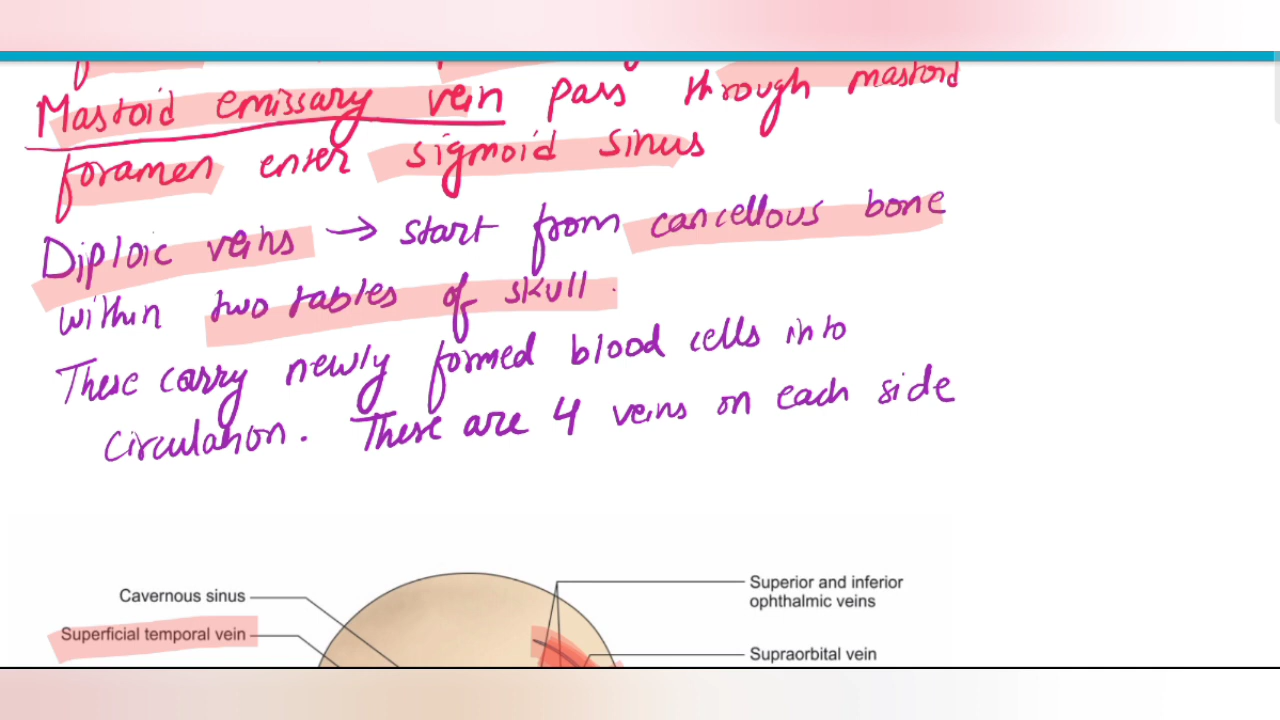 Mastoid emissary vein pass through mastoid
foramen enter sigmoid sinus
Diploic veins → start from cancellous bone
within two tables of skull.
These carry newly formed blood cells into
circulation. There are 4 veins on each side
Cavernous sinus
Superior and inferior
ophthalmic veins
Superficial temporal vein
Supraorbital vein